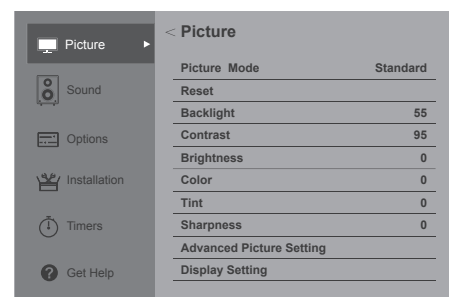 Picture
Sound
Options
Installation
Timers
Get Help
< Picture
Picture Mode Standard
Reset
Backlight 55
Contrast 95
Brightness 0
Color 0
Tint 0
Sharpness 0
Advanced Picture Setting
Display Setting